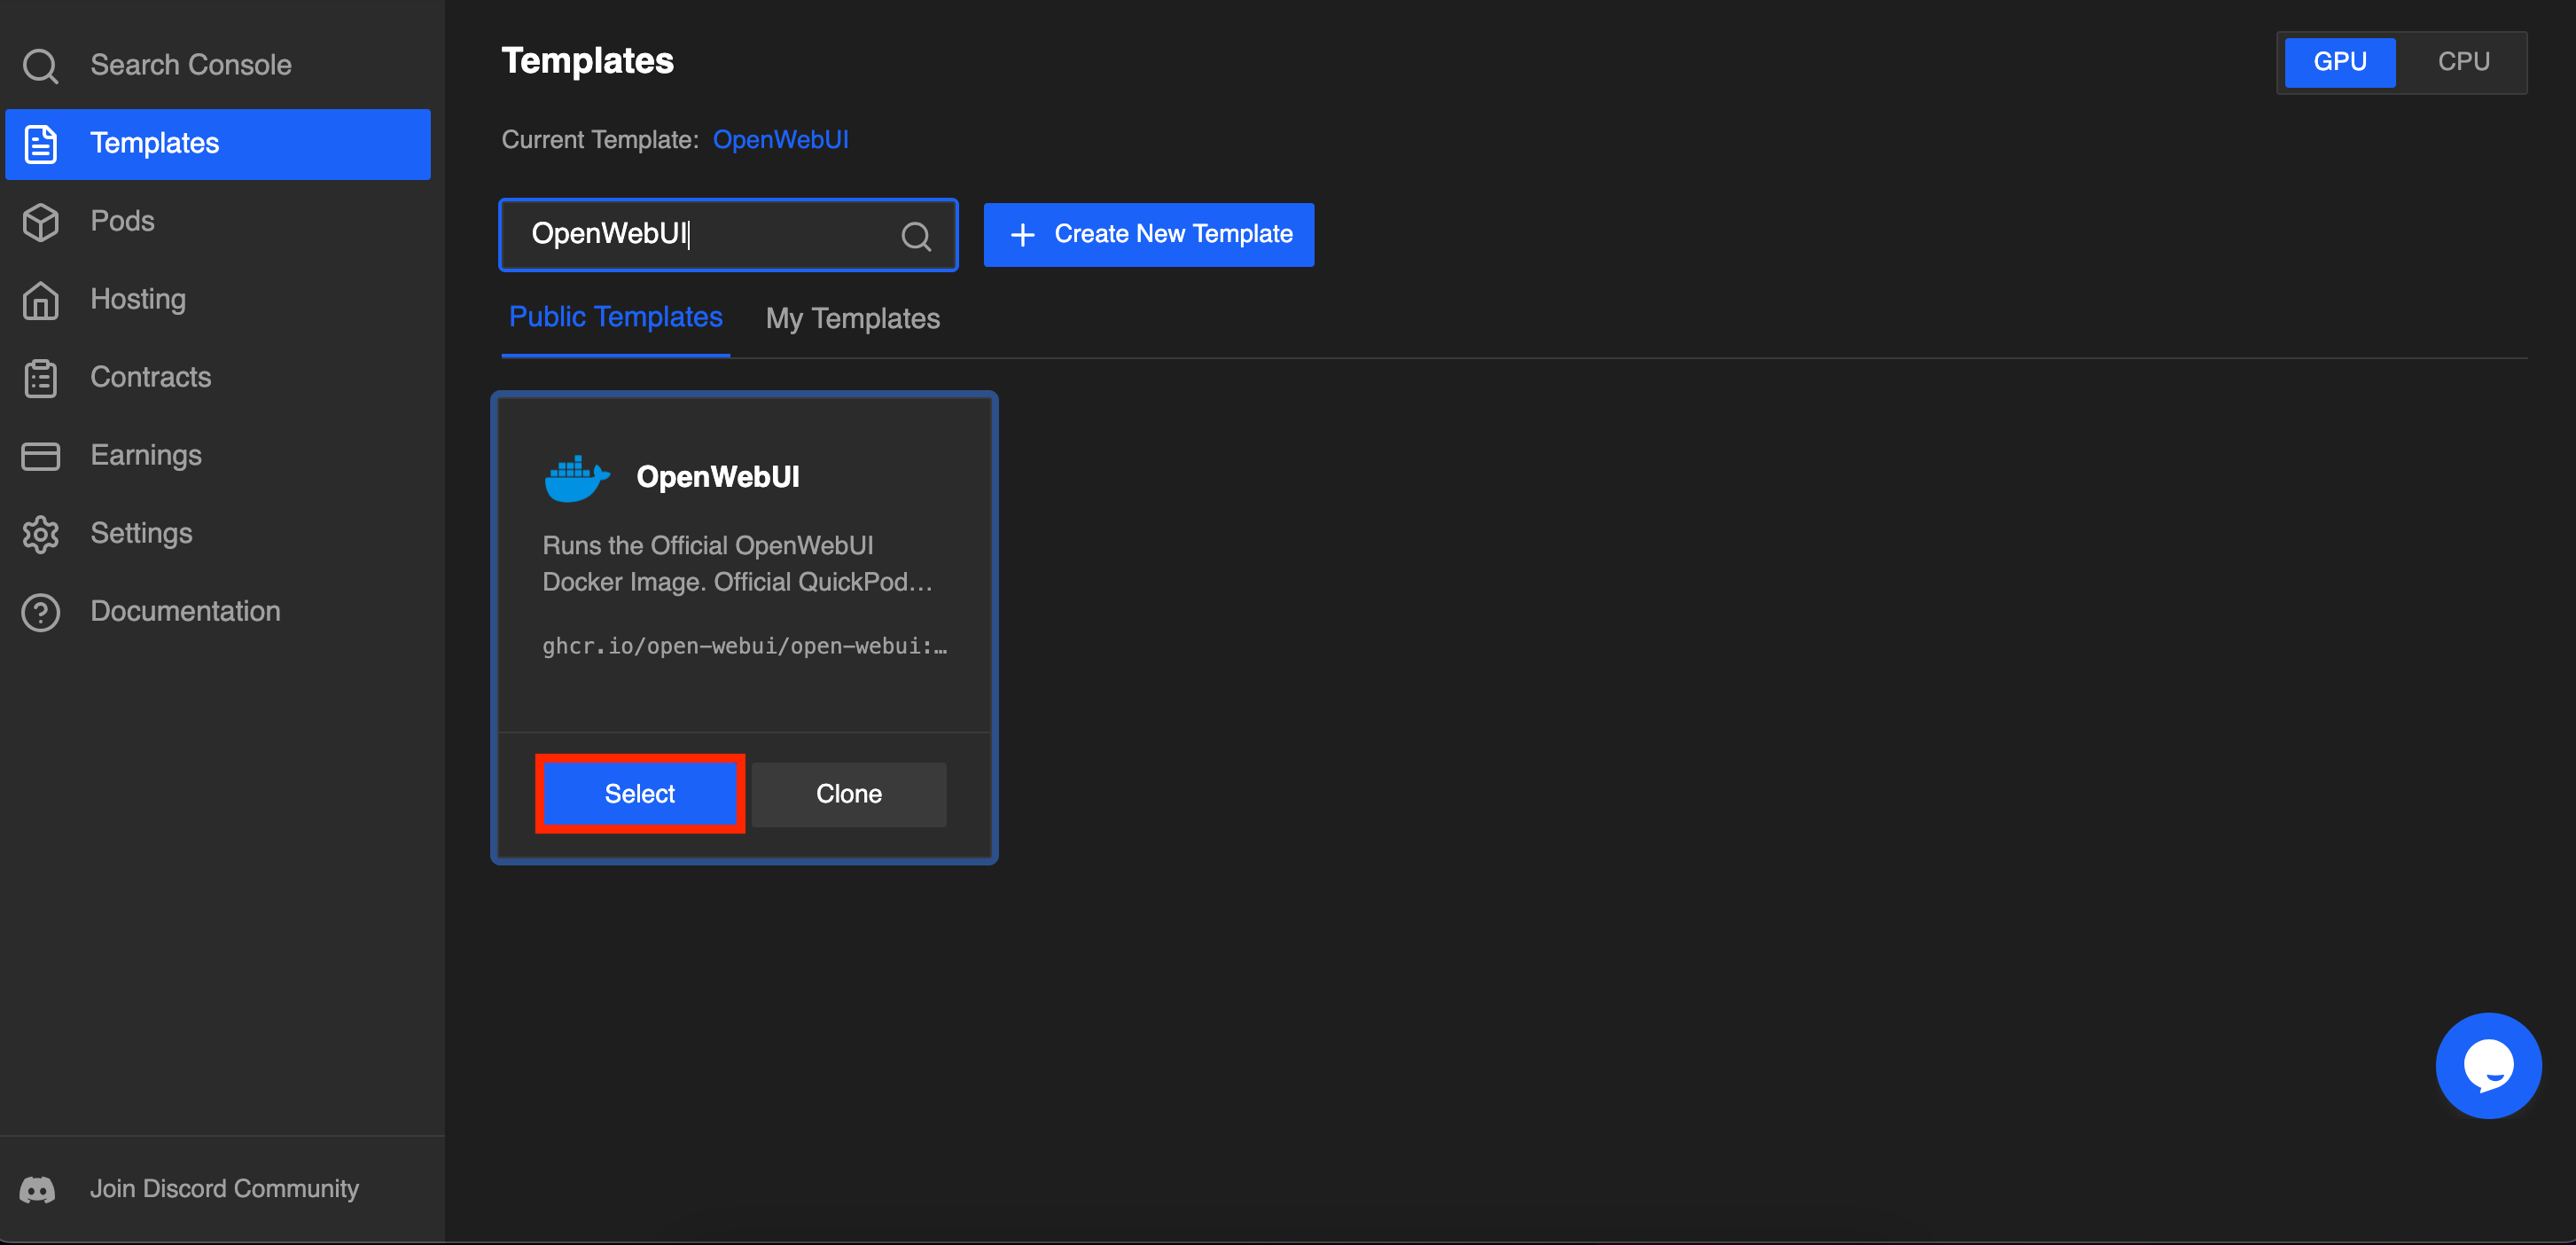 Search Console
Templates
Pods
Hosting
Contracts
Earnings
Settings
Documentation
Join Discord Community
Templates
GPU
CPU
Current Template: OpenWebUI
OpenWebUI
Create New Template
Public Templates
My Templates
OpenWebUI
Runs the Official OpenWebUI
Docker Image. Official QuickPod...
ghcr.io/open-webui/open-webui:...
Select
Clone